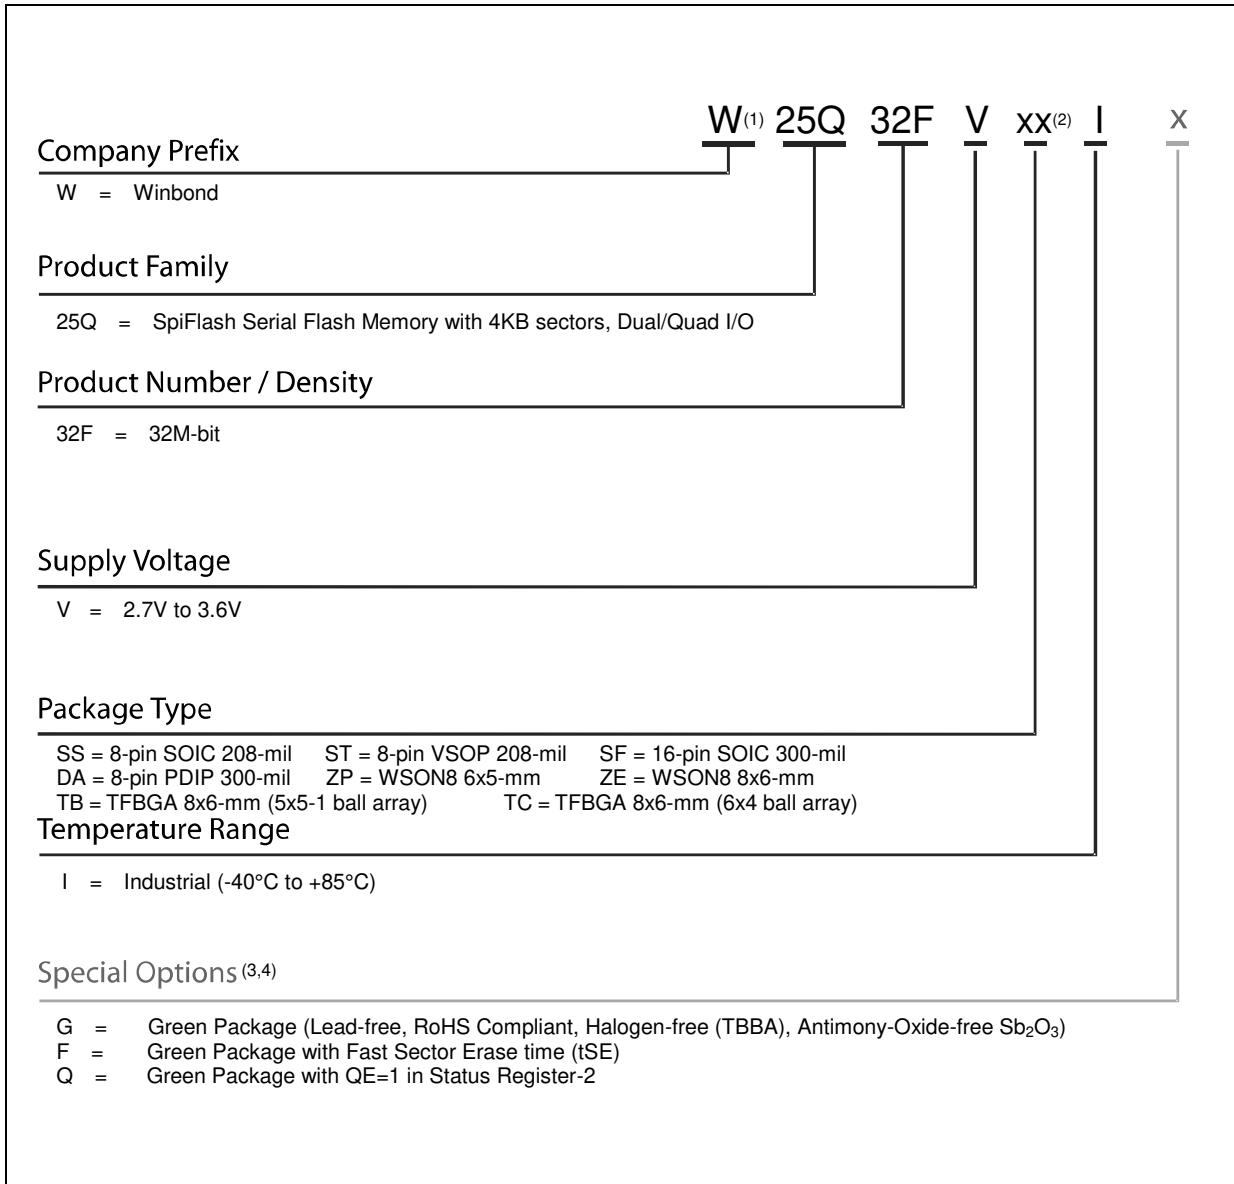 W(1) 25Q 32F V xx(2) I x
Company Prefix
W = Winbond
Product Family
25Q = SpiFlash Serial Flash Memory with 4KB sectors, Dual/Quad I/O
Product Number / Density
32F = 32M-bit
Supply Voltage
V = 2.7V to 3.6V
Package Type
SS = 8-pin SOIC 208-mil ST = 8-pin VSOP 208-mil SF = 16-pin SOIC 300-mil
DA = 8-pin PDIP 300-mil ZP = WSON8 6x5-mm ZE = WSON8 8x6-mm
TB = TFBGA 8x6-mm (5x5-1 ball array) TC = TFBGA 8x6-mm (6x4 ball array)
Temperature Range
I = Industrial (-40°C to +85°C)
Special Options (3,4)
G = Green Package (Lead-free, RoHS Compliant, Halogen-free (TBBA), Antimony-Oxide-free Sb₂O₃)
F = Green Package with Fast Sector Erase time (tSE)
Q = Green Package with QE=1 in Status Register-2